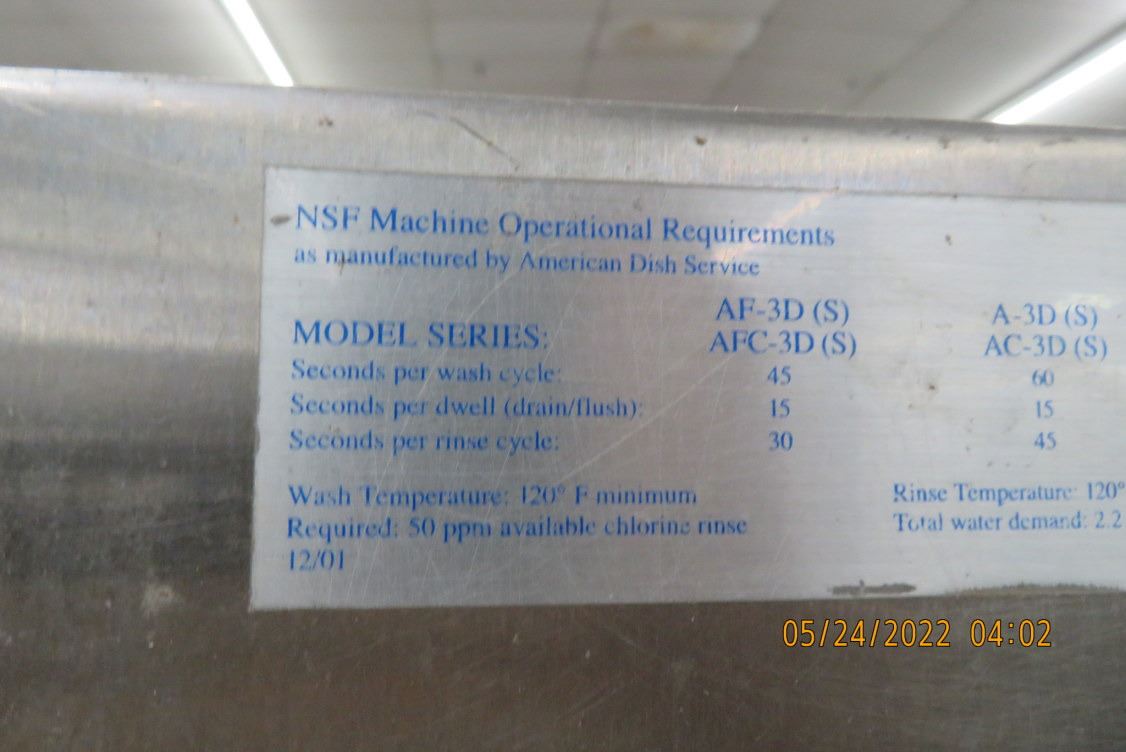 NSF Machine Operational Requirements
as manufactured by American Dish Service
AF-3D (S) A-3D (S)
MODEL SERIES: AFC-3D (S) AC-3D (S)
Seconds per wash cycle: 45 60
Seconds per dwell (drain/flush): 15 15
Seconds per rinse cycle: 30 45
Wash Temperature: 120° F minimum Rinse Temperature: 120°
Required: 50 ppm available chlorine rinse Total water demand: 2.2
12/01
05/24/2022 04:02